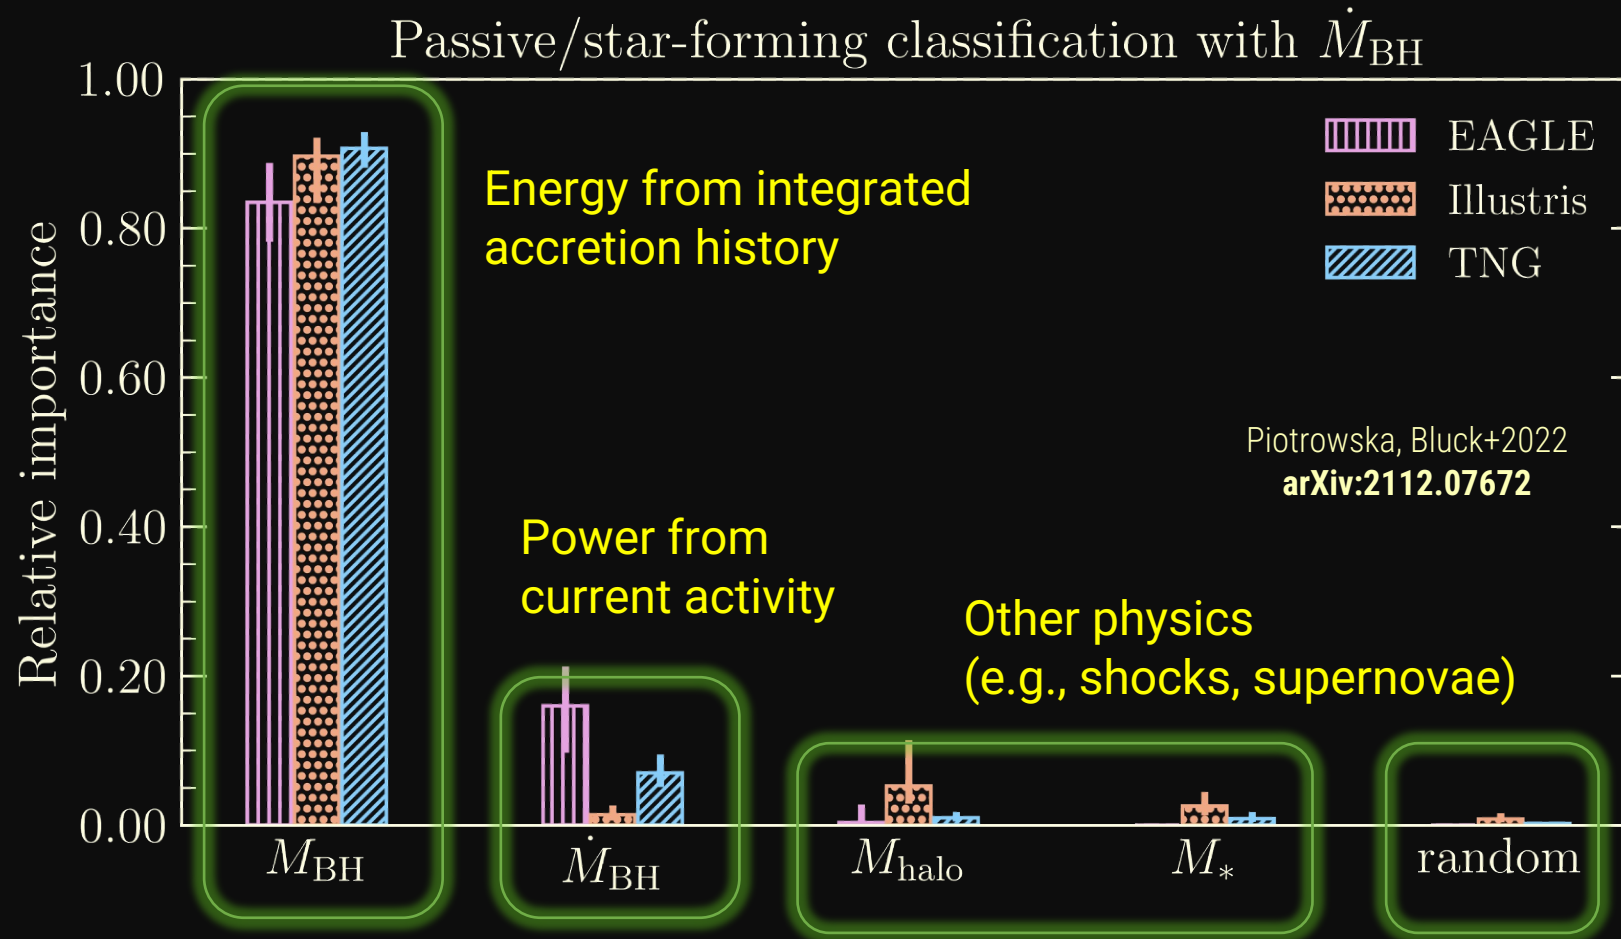 Passive/star-forming classification with Ṁ_BH
1.00
0.80
0.60
0.40
0.20
0.00
Relative importance
EAGLE
Illustris
TNG
Energy from integrated
accretion history
Piotrowska, Bluck+2022
arXiv:2112.07672
Power from
current activity
Other physics
(e.g., shocks, supernovae)
M_BH
Ṁ_BH
M_halo
M_*
random